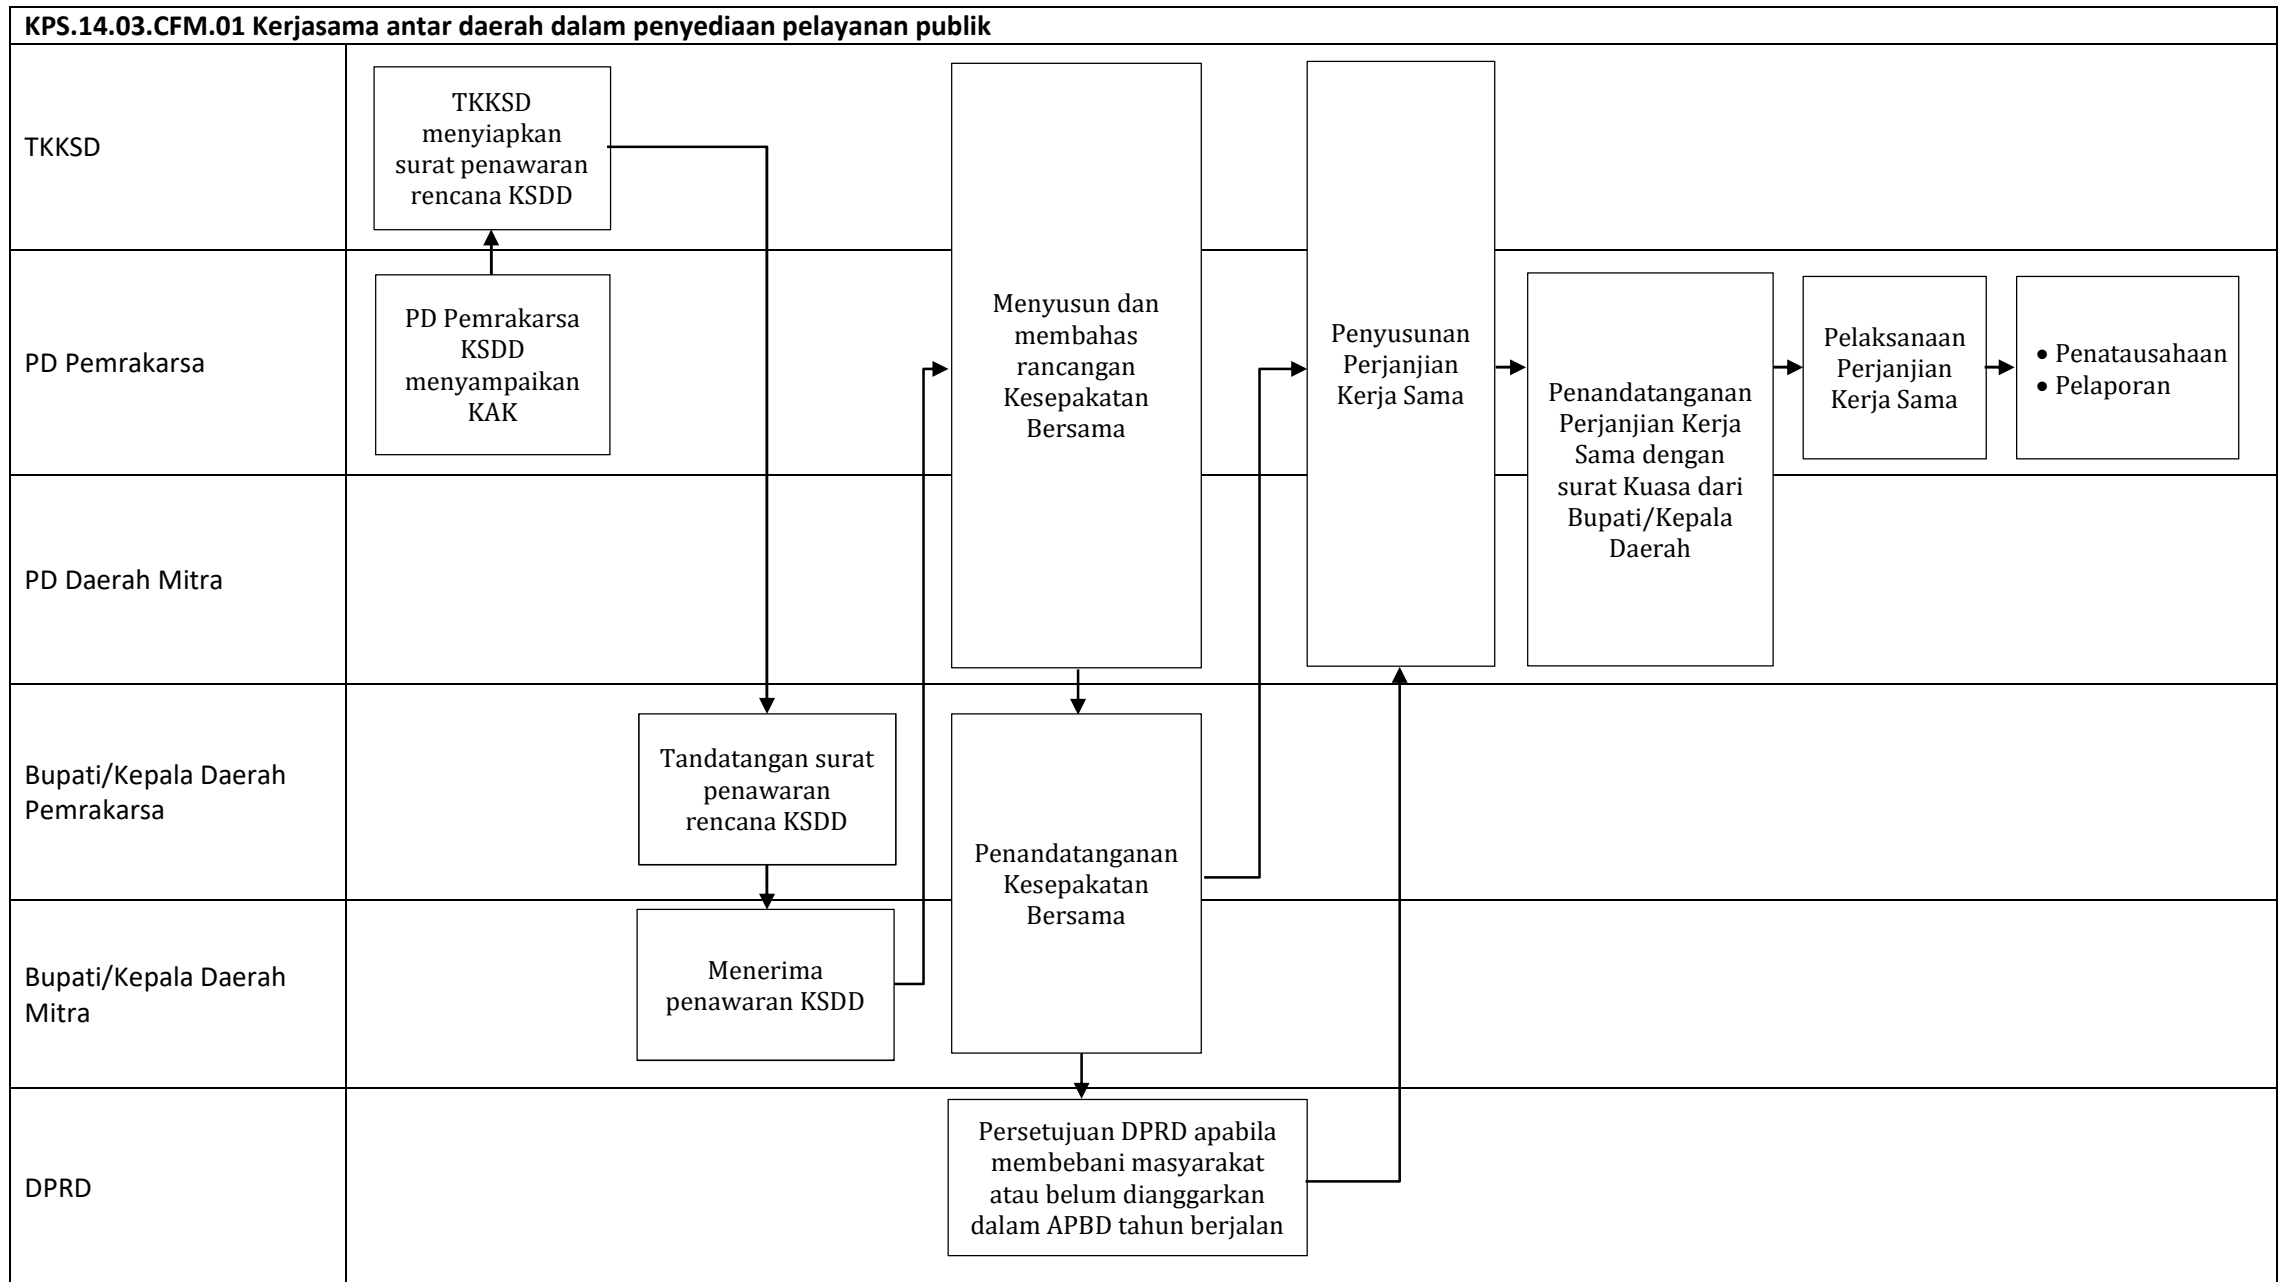 KPS.14.03.CFM.01 Kerjasama antar daerah dalam penyediaan pelayanan publik
TKKSD
TKKSD
menyiapkan
surat penawaran
rencana KSDD
PD Pemrakarsa
PD Pemrakarsa
KSDD
menyampaikan
KAK
Menyusun dan
membahas
rancangan
Kesepakatan
Bersama
Penyusunan
Perjanjian
Kerja Sama
Penandatanganan
Perjanjian Kerja
Sama dengan
surat Kuasa dari
Bupati/Kepala
Daerah
Pelaksanaan
Perjanjian
Kerja Sama
• Penatausahaan
• Pelaporan
PD Daerah Mitra
Bupati/Kepala Daerah
Pemrakarsa
Tandatangan surat
penawaran
rencana KSDD
Penandatanganan
Kesepakatan
Bersama
Bupati/Kepala Daerah
Mitra
Menerima
penawaran KSDD
DPRD
Persetujuan DPRD apabila
membebani masyarakat
atau belum dianggarkan
dalam APBD tahun berjalan